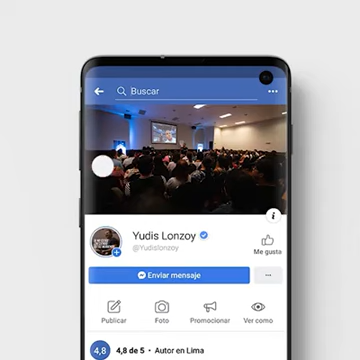 Buscar
i
Yudis Lonzoy
@Yudislonzoy
Me gusta
Enviar mensaje
Publicar Foto Promocionar Ver como
4,8 4,8 de 5 • Autor en Lima